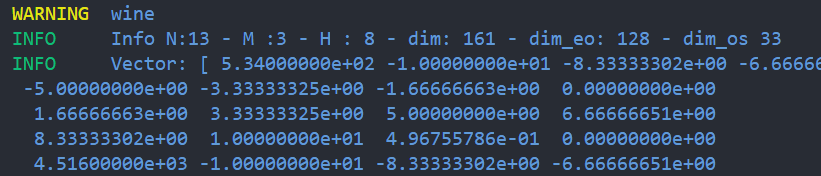 WARNING  wine
INFO     Info N:13 - M :3 - H : 8 - dim: 161 - dim_eo: 128 - dim_os 33
INFO     Vector: [ 5.34000000e+02 -1.00000000e+01 -8.33333302e+00 -6.66666
 -5.00000000e+00 -3.33333325e+00 -1.66666663e+00  0.00000000e+00
  1.66666663e+00  3.33333325e+00  5.00000000e+00  6.66666651e+00
  8.33333302e+00  1.00000000e+01  4.96755786e-01  0.00000000e+00
  4.51600000e+03 -1.00000000e+01 -8.33333302e+00 -6.66666651e+00